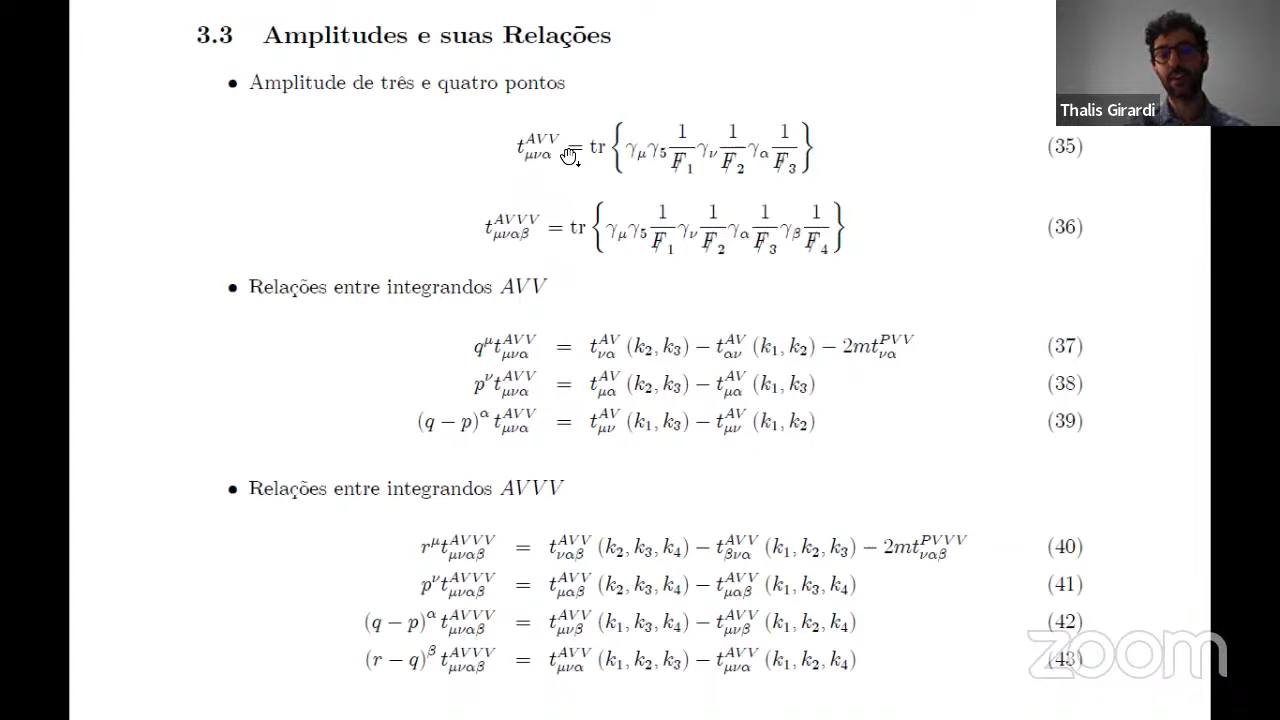 3.3 Amplitudes e suas Relações
• Amplitude de três e quatro pontos
t^{AVV}_{μνα} = tr { γ_μ γ_5 1/F̸_1 γ_ν 1/F̸_2 γ_α 1/F̸_3 } (35)
t^{AVVV}_{μναβ} = tr { γ_μ γ_5 1/F̸_1 γ_ν 1/F̸_2 γ_α 1/F̸_3 γ_β 1/F̸_4 } (36)
• Relações entre integrandos AVV
q^μ t^{AVV}_{μνα} = t^{AV}_{να} (k_2, k_3) − t^{AV}_{αν} (k_1, k_2) − 2mt^{PVV}_{να} (37)
p^ν t^{AVV}_{μνα} = t^{AV}_{μα} (k_2, k_3) − t^{AV}_{μα} (k_1, k_3) (38)
(q − p)^α t^{AVV}_{μνα} = t^{AV}_{μν} (k_1, k_3) − t^{AV}_{μν} (k_1, k_2) (39)
• Relações entre integrandos AVVV
r^μ t^{AVVV}_{μναβ} = t^{AVV}_{ναβ} (k_2, k_3, k_4) − t^{AVV}_{βνα} (k_1, k_2, k_3) − 2mt^{PVVV}_{ναβ} (40)
p^ν t^{AVVV}_{μναβ} = t^{AVV}_{μαβ} (k_2, k_3, k_4) − t^{AVV}_{μαβ} (k_1, k_3, k_4) (41)
(q − p)^α t^{AVVV}_{μναβ} = t^{AVV}_{μνβ} (k_1, k_3, k_4) − t^{AVV}_{μνβ} (k_1, k_2, k_4) (42)
(r − q)^β t^{AVVV}_{μναβ} = t^{AVV}_{μνα} (k_1, k_2, k_3) − t^{AVV}_{μνα} (k_1, k_2, k_4) (43)
Thalis Girardi
zoom